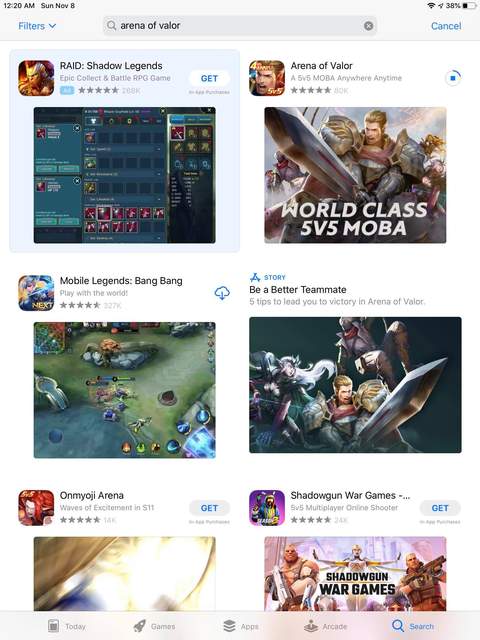 12:20 AM Sun Nov 8
38%
Filters
arena of valor
Cancel
RAID: Shadow Legends
Epic Collect & Battle RPG Game
Ad
268K
GET
In-App Purchases
Arena of Valor
A 5v5 MOBA Anywhere Anytime
80K
WORLD CLASS
5V5 MOBA
Mobile Legends: Bang Bang
Play with the world!
327K
STORY
Be a Better Teammate
5 tips to lead you to victory in Arena of Valor.
Onmyoji Arena
Waves of Excitement in S11
14K
GET
In-App Purchases
Shadowgun War Games -...
5v5 Multiplayer Online Shooter
24K
GET
In-App Purchases
SHADOWGUN
WAR GAMES
Today
Games
Apps
Arcade
Search